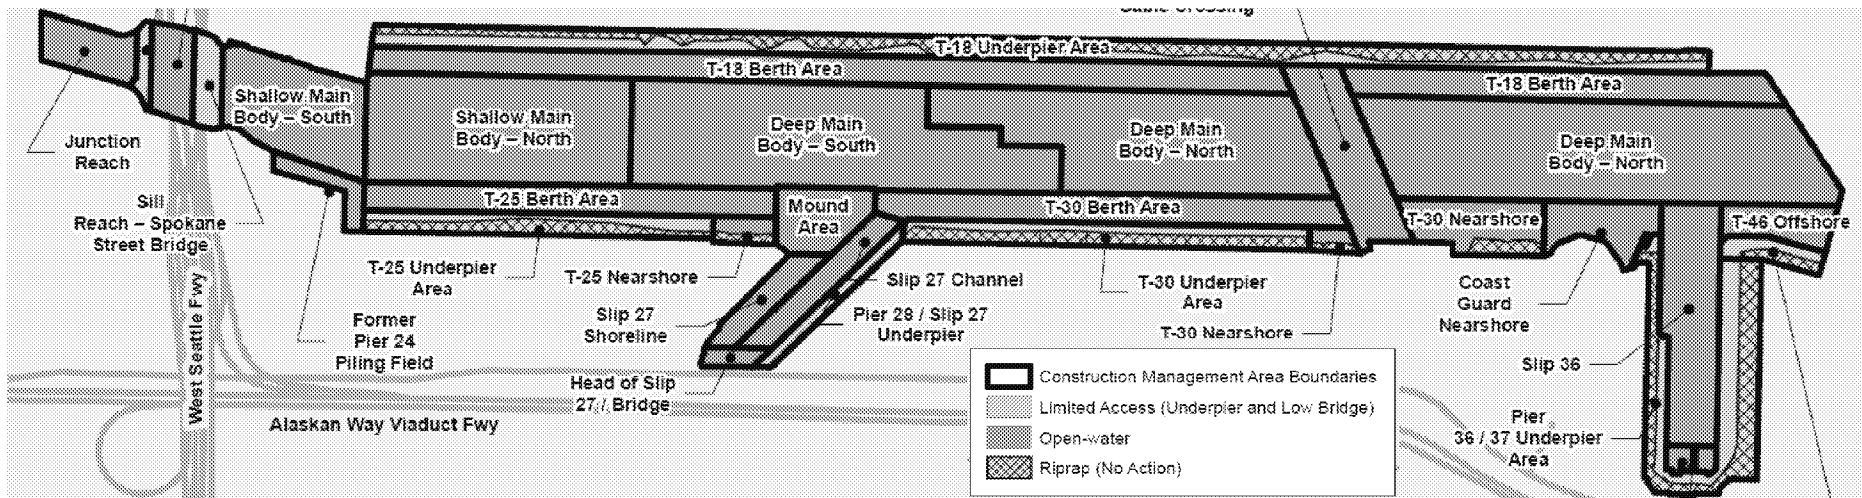 Cable Crossing
T-18 Underpier Area
T-18 Berth Area
T-18 Berth Area
Shallow Main
Body – South
Shallow Main
Body – North
Deep Main
Body – South
Deep Main
Body – North
Deep Main
Body – North
Junction
Reach
Sill
Reach – Spokane
Street Bridge
T-25 Berth Area
Mound
Area
T-30 Berth Area
T-30 Nearshore
T-46 Offshore
T-25 Underpier
Area
T-25 Nearshore
Slip 27 Channel
T-30 Underpier
Area
Coast
Guard
Nearshore
Former
Pier 24
Piling Field
Slip 27
Shoreline
Pier 28 / Slip 27
Underpier
T-30 Nearshore
Slip 36
Head of Slip
27 / Bridge
West Seattle Fwy
Alaskan Way Viaduct Fwy
Pier
36 / 37 Underpier
Area
Construction Management Area Boundaries
Limited Access (Underpier and Low Bridge)
Open-water
Riprap (No Action)